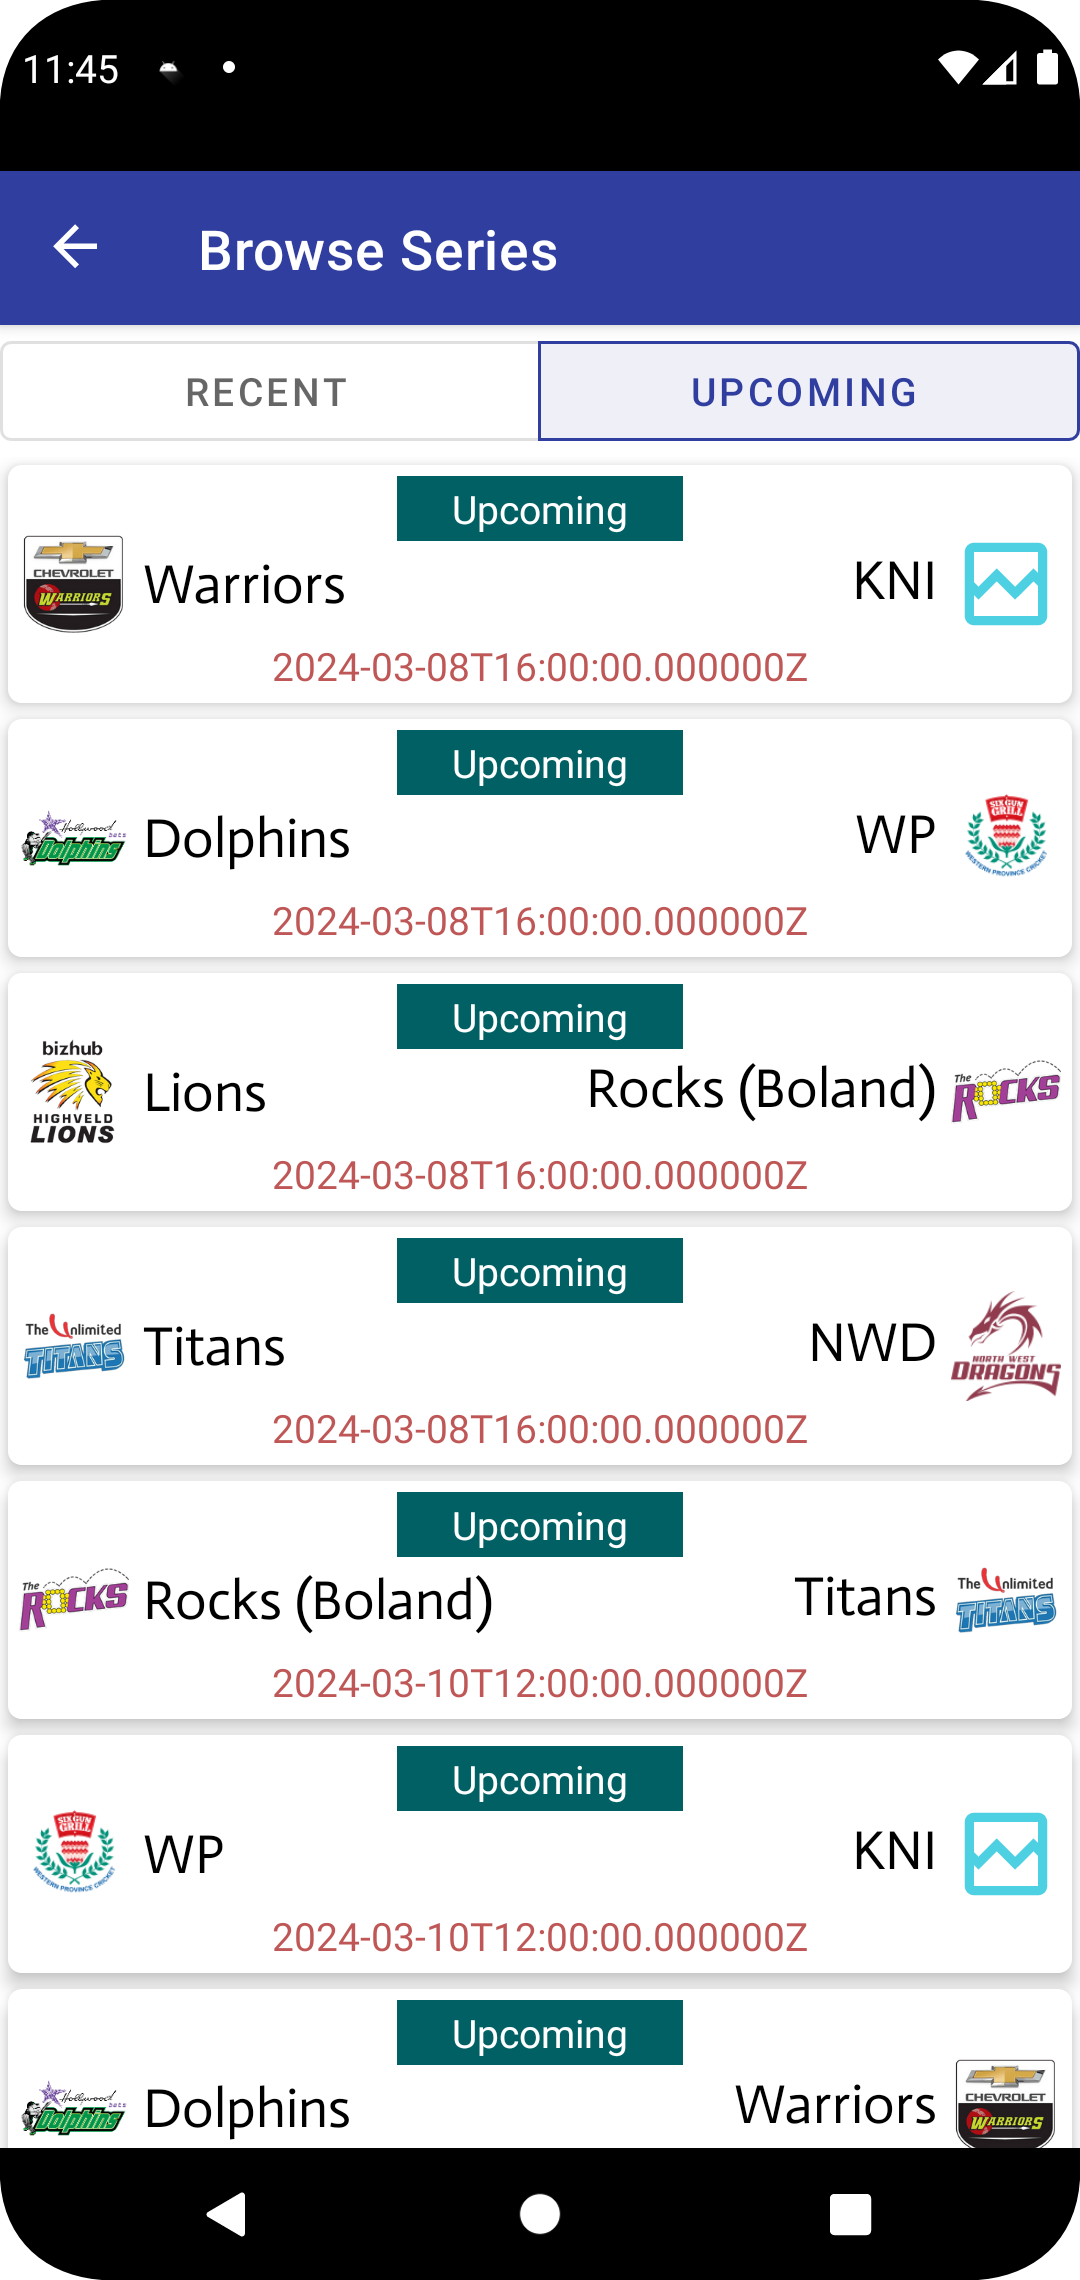 11:45
Browse Series
RECENT
UPCOMING
Upcoming
CHEVROLET
WARRIORS
Warriors
KNI
2024-03-08T16:00:00.000000Z
Upcoming
Hollywood
bets
Dolphins
Dolphins
WP
SIX GUN
GRILL
WESTERN PROVINCE CRICKET
2024-03-08T16:00:00.000000Z
Upcoming
bizhub
HIGHVELD
LIONS
Lions
Rocks (Boland)
The
ROCKS
2024-03-08T16:00:00.000000Z
Upcoming
The Unlimited
TITANS
Titans
NWD
NORTH WEST
DRAGONS
2024-03-08T16:00:00.000000Z
Upcoming
The
ROCKS
Rocks (Boland)
Titans
The Unlimited
TITANS
2024-03-10T12:00:00.000000Z
Upcoming
SIX GUN
GRILL
WESTERN PROVINCE CRICKET
WP
KNI
2024-03-10T12:00:00.000000Z
Upcoming
Hollywood
bets
Dolphins
Dolphins
Warriors
CHEVROLET
WARRIORS